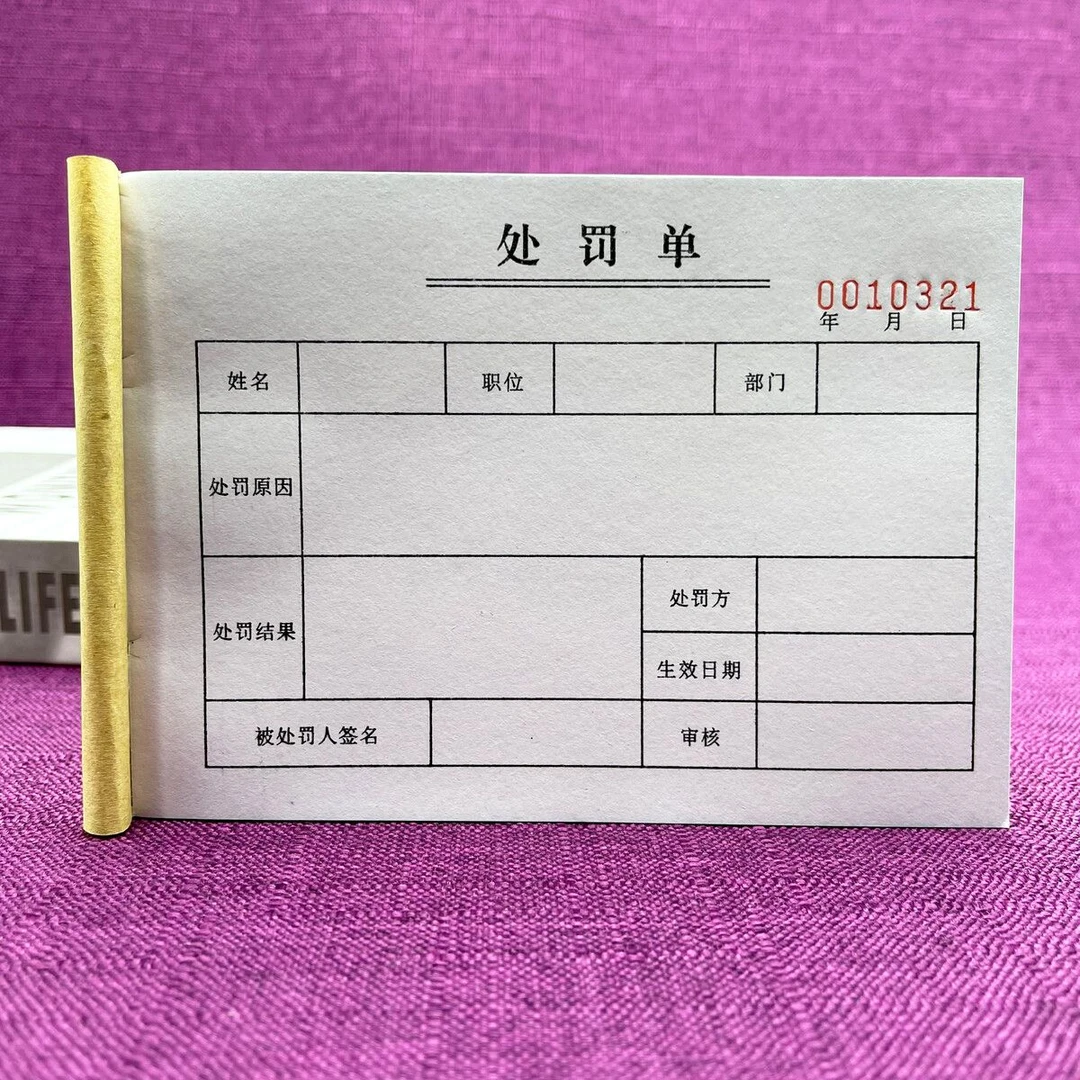 处罚单
0010321
年 月 日
姓名 职位 部门
处罚原因
处罚结果 处罚方
生效日期
被处罚人签名 审核
LIFE